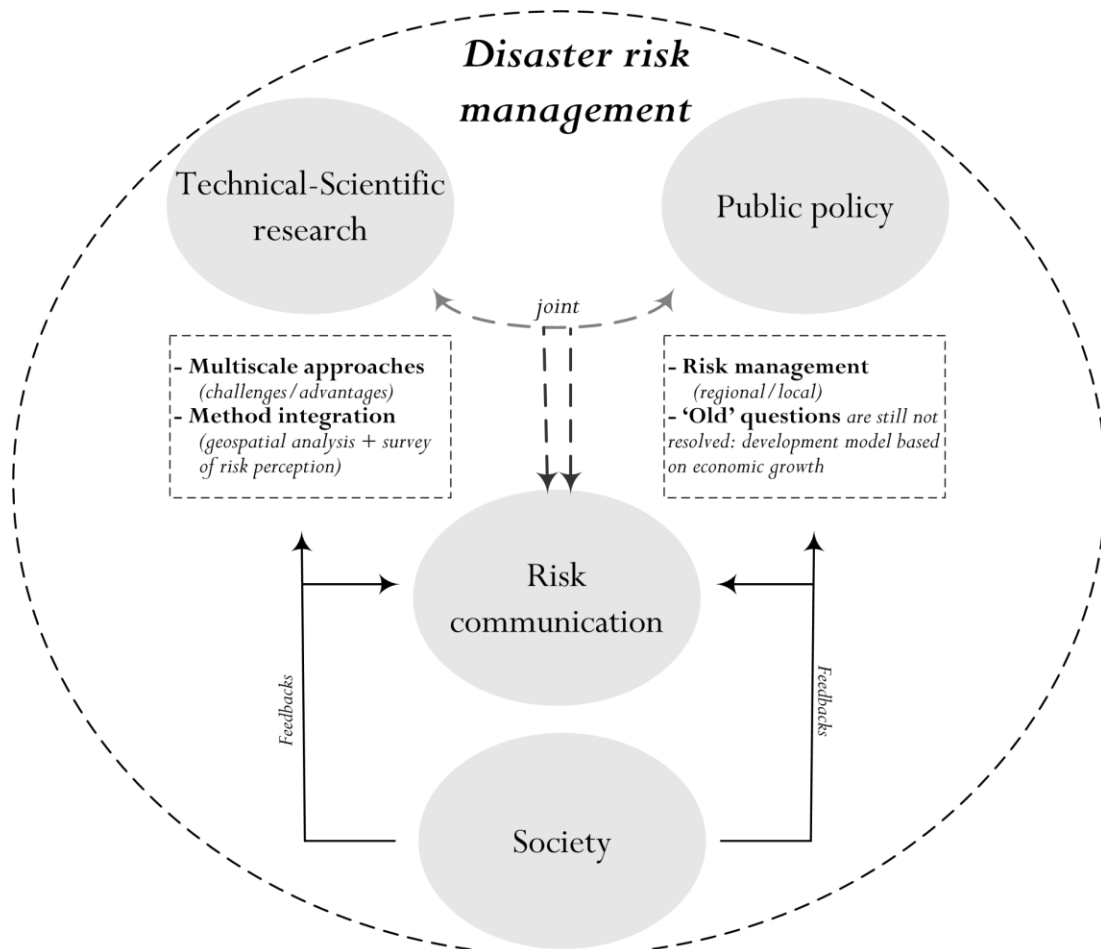 Disaster risk
management
Technical-Scientific
research
Public policy
joint
- Multiscale approaches
(challenges/advantages)
- Method integration
(geospatial analysis + survey
of risk perception)
- Risk management
(regional/local)
- ‘Old’ questions are still not
resolved: development model based
on economic growth
Risk
communication
Feedbacks
Feedbacks
Society